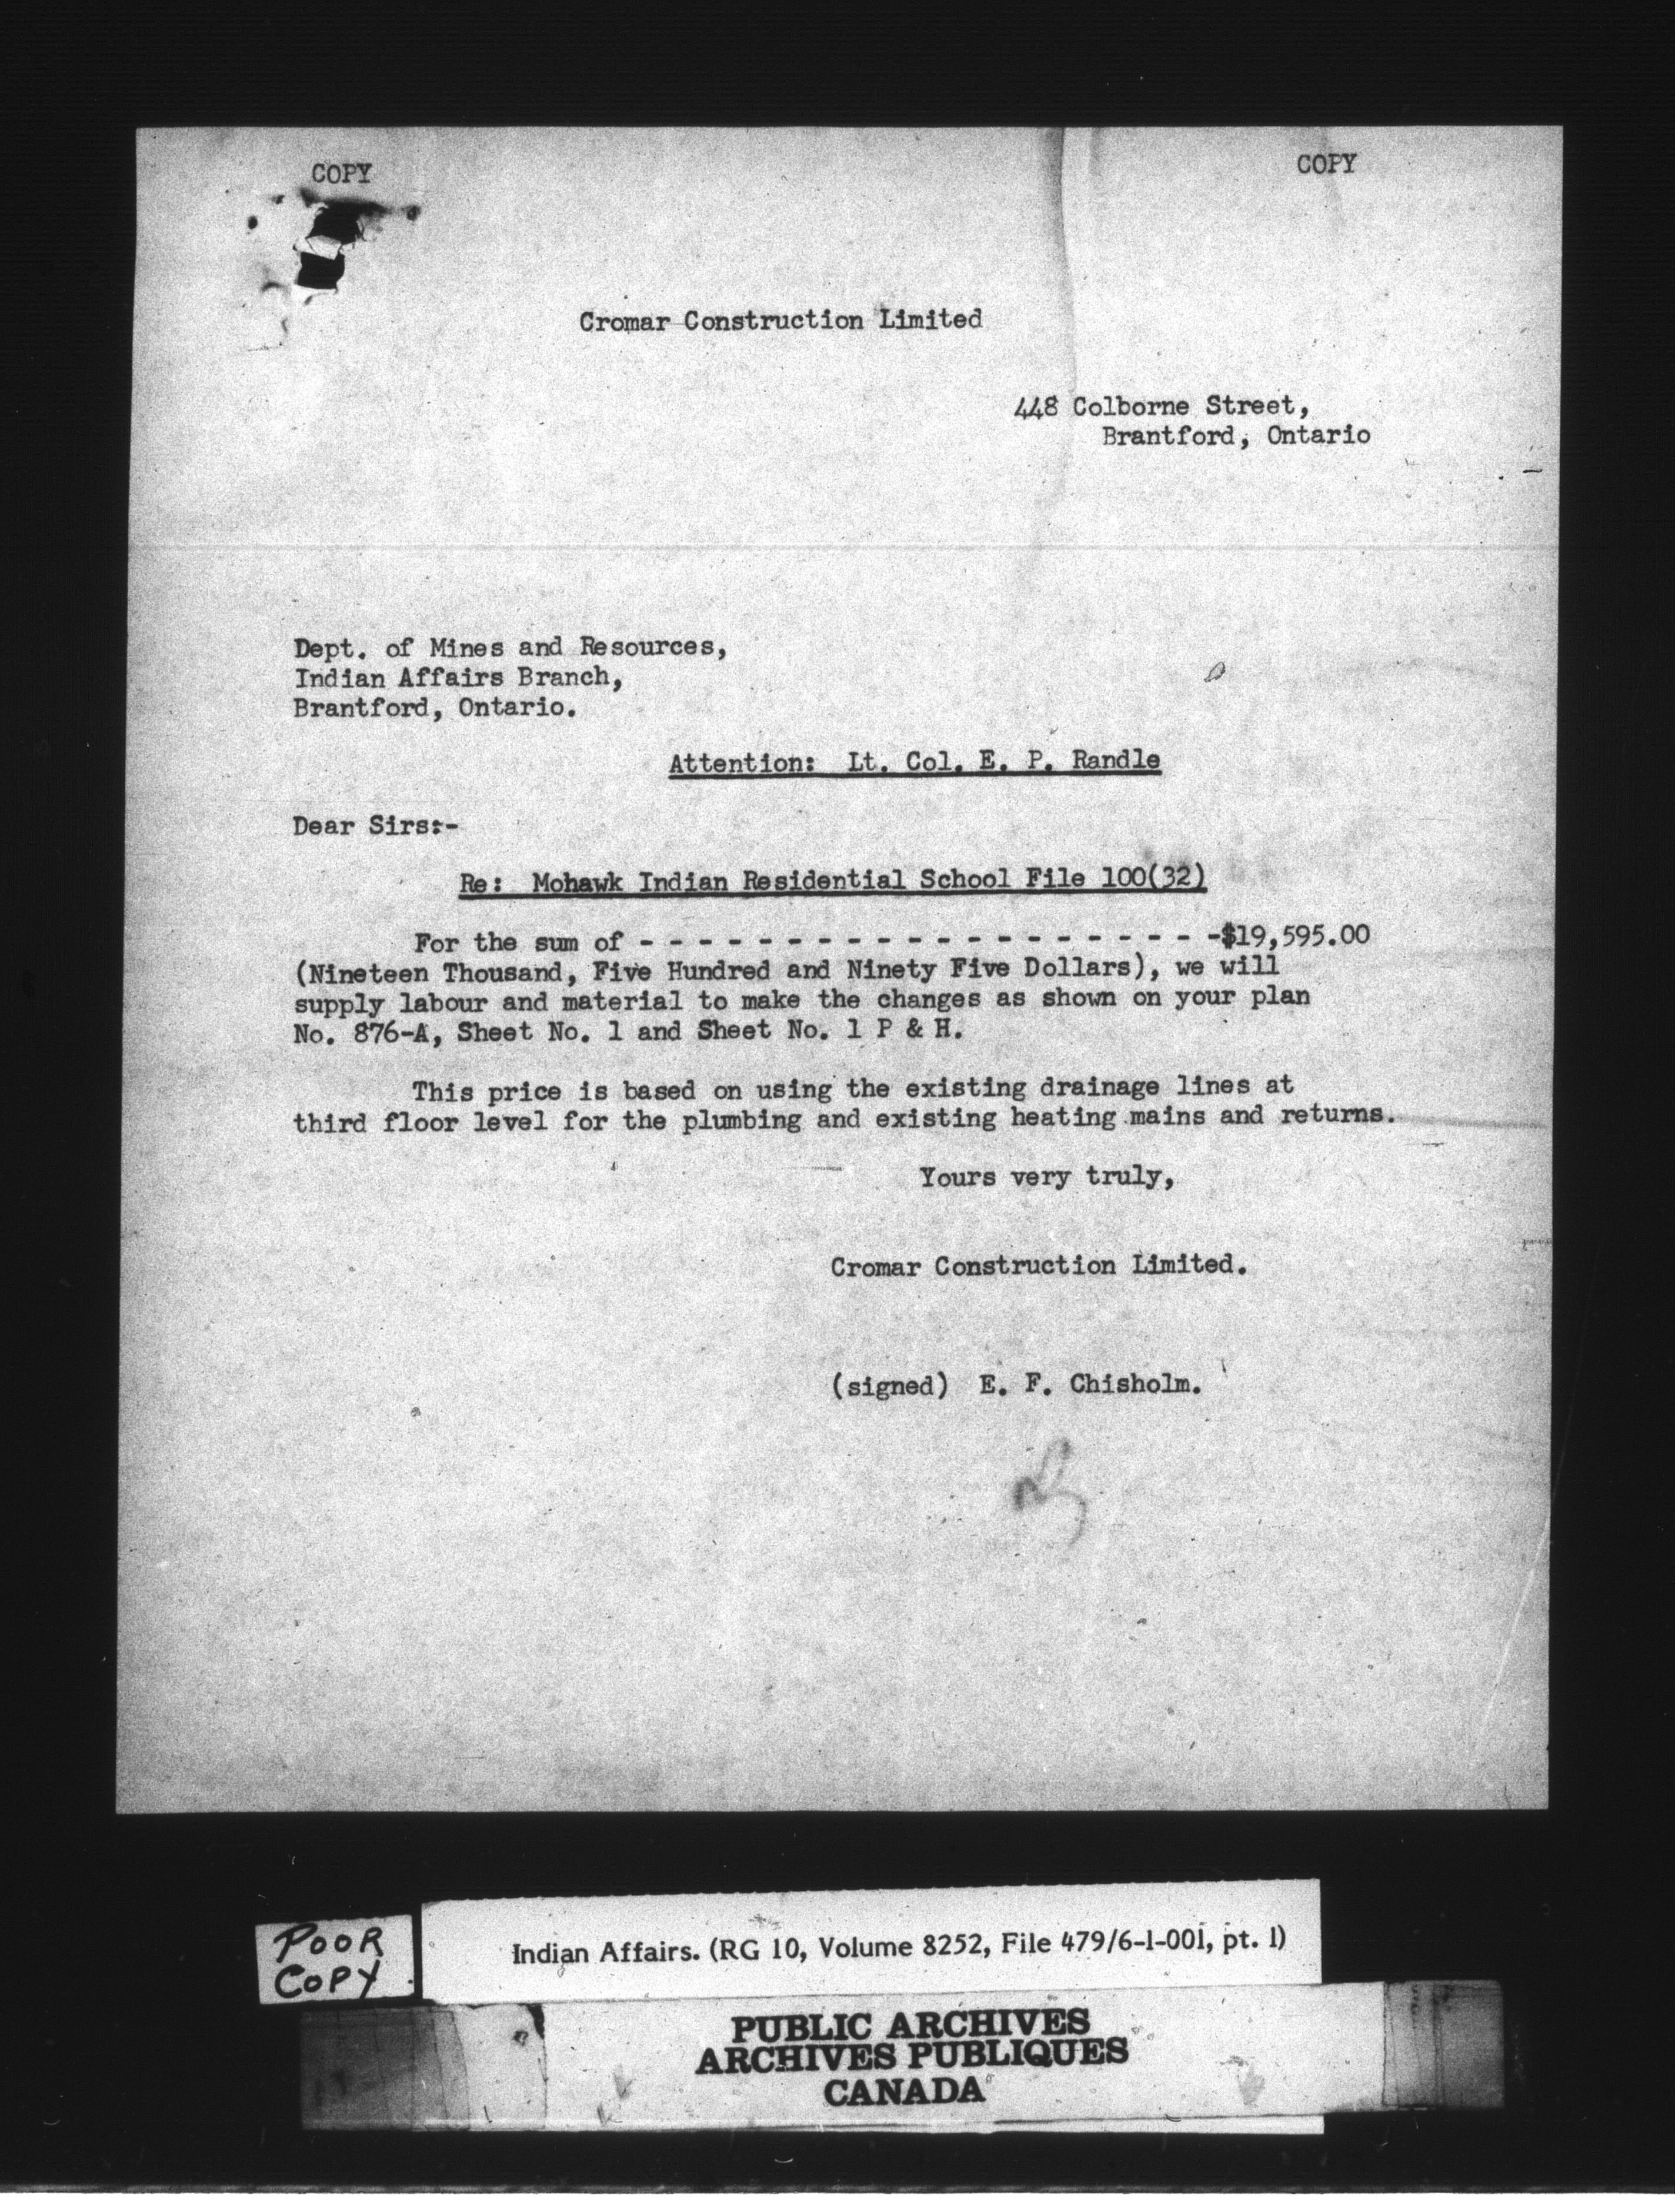 COPY
COPY
Cromar Construction Limited
448 Colborne Street,
Brantford, Ontario
Dept. of Mines and Resources,
Indian Affairs Branch,
Brantford, Ontario.
Attention: Lt. Col. E. P. Randle
Dear Sirs:-
Re: Mohawk Indian Residential School File 100(32)
For the sum of - - - - - - - - - - - - - - - - - - - -$19,595.00
(Nineteen Thousand, Five Hundred and Ninety Five Dollars), we will
supply labour and material to make the changes as shown on your plan
No. 876-A, Sheet No. 1 and Sheet No. 1 P & H.
This price is based on using the existing drainage lines at
third floor level for the plumbing and existing heating mains and returns.
Yours very truly,
Cromar Construction Limited.
(signed) E. F. Chisholm.
POOR
COPY
Indian Affairs. (RG 10, Volume 8252, File 479/6-1-001, pt. 1)
PUBLIC ARCHIVES
ARCHIVES PUBLIQUES
CANADA